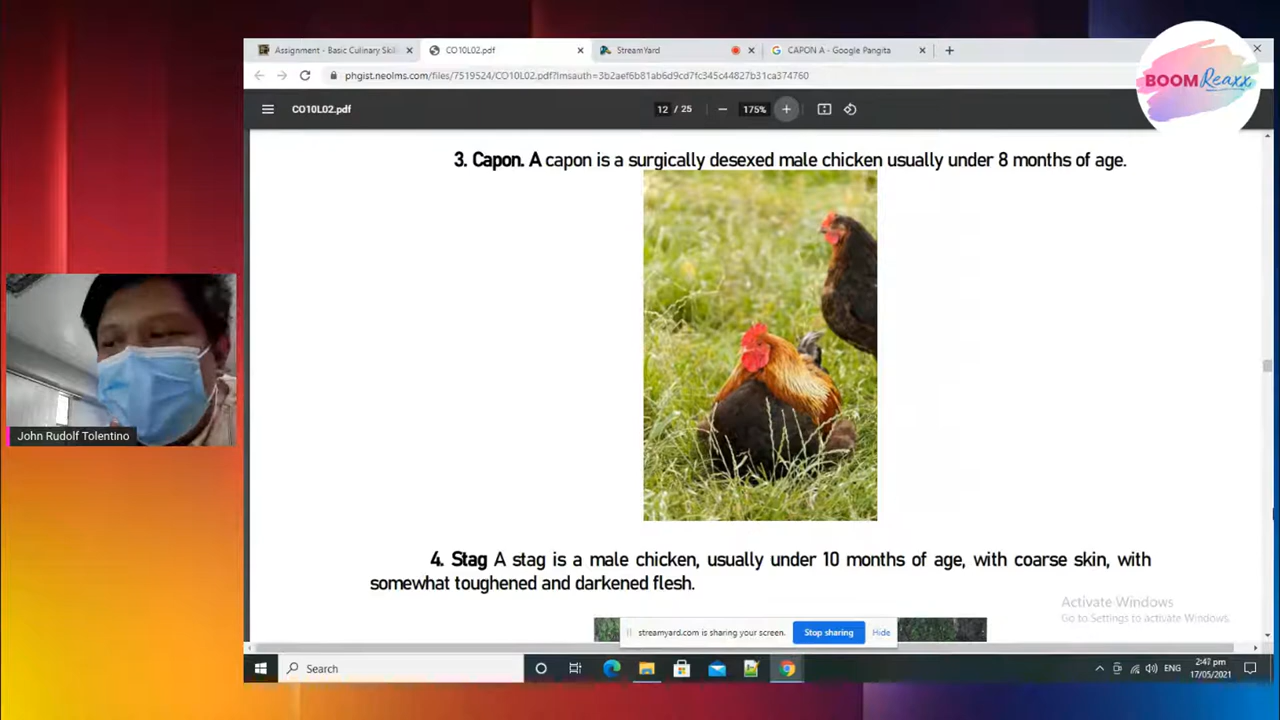 Assignment - Basic Culinary Skil
CO10L02.pdf
StreamYard
CAPON A - Google Pangita
phgist.neolms.com/files/7519524/CO10L02.pdf?lmsauth=3b2aef6b81ab6d9cd7fc345c44827b31ca374760
BOOM Reaxx
CO10L02.pdf
12 / 25
175%
3. Capon. A capon is a surgically desexed male chicken usually under 8 months of age.
John Rudolf Tolentino
4. Stag A stag is a male chicken, usually under 10 months of age, with coarse skin, with
somewhat toughened and darkened flesh.
Activate Windows
Go to Settings to activate Windows.
streamyard.com is sharing your screen.
Stop sharing
Hide
Search
ENG
2:47 pm
17/05/2021